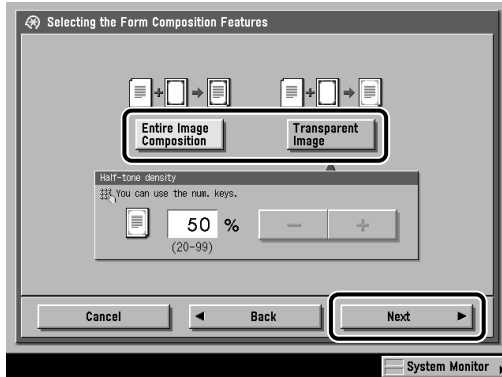 Selecting the Form Composition Features
Entire Image
Composition
Transparent
Image
Half-tone density
You can use the num. keys.
50 %
(20-99)
Cancel
Back
Next
System Monitor